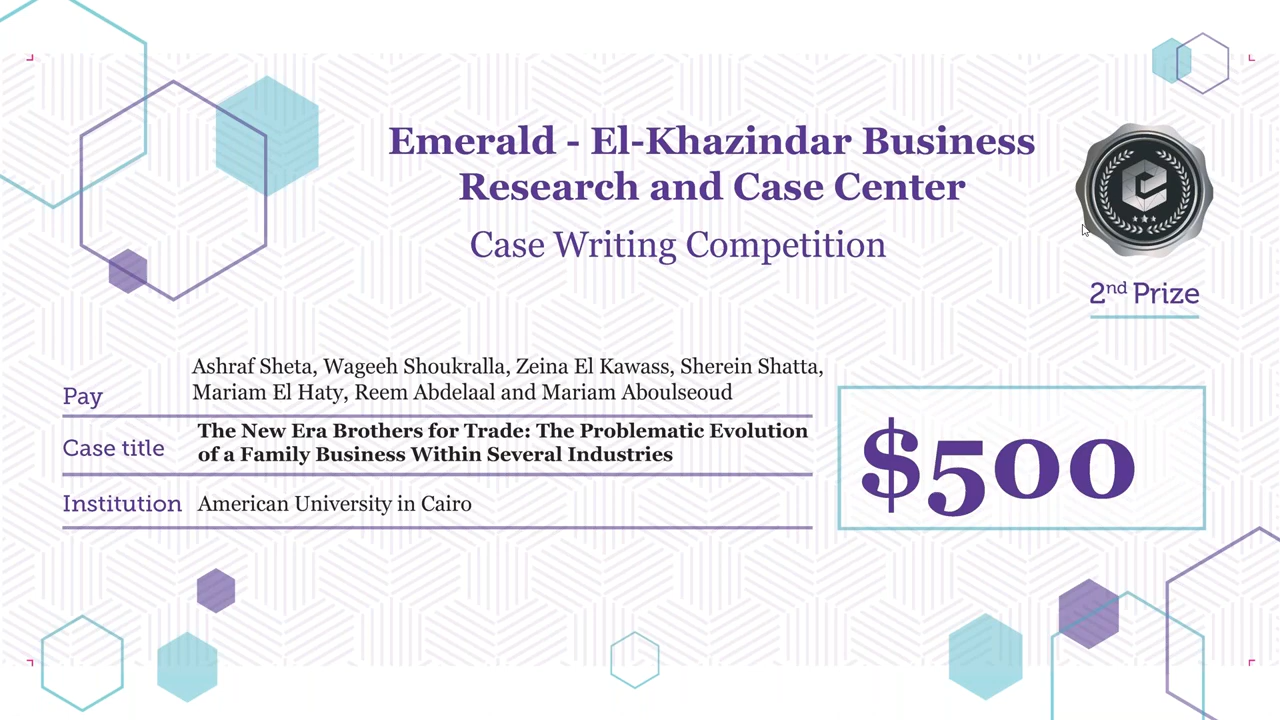 Emerald - El-Khazindar Business
Research and Case Center
Case Writing Competition
2nd Prize
Pay
Ashraf Sheta, Wageeh Shoukralla, Zeina El Kawass, Sherein Shatta,
Mariam El Haty, Reem Abdelaal and Mariam Aboulseoud
Case title
The New Era Brothers for Trade: The Problematic Evolution
of a Family Business Within Several Industries
Institution
American University in Cairo
$500